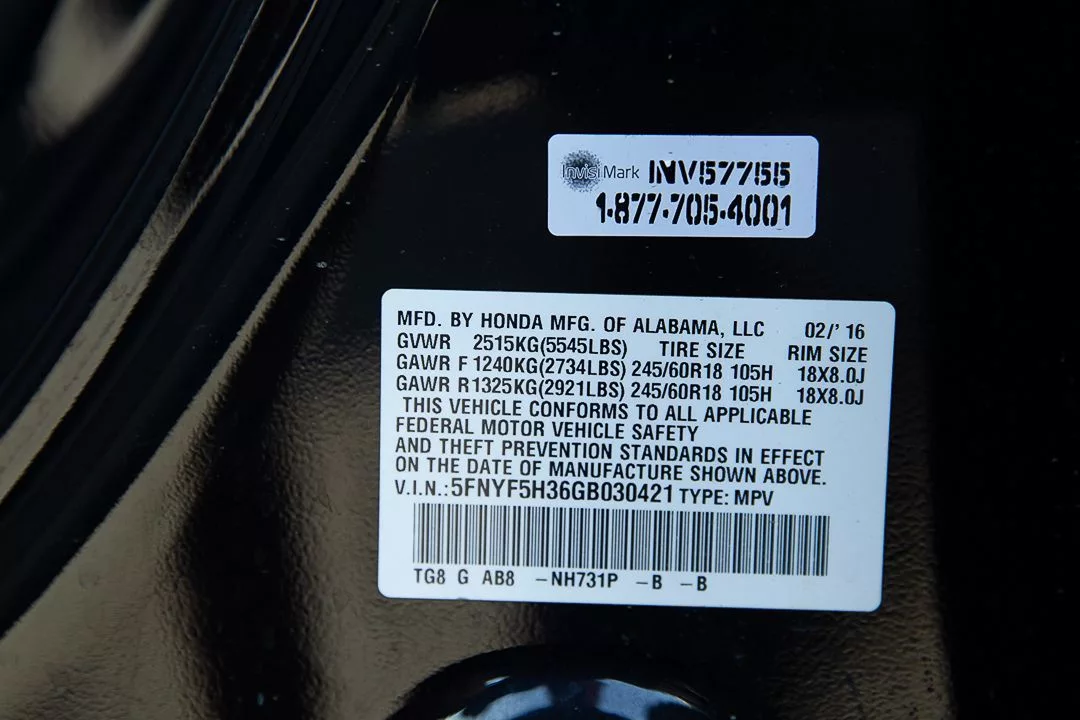 InvisiMark INV57755
1-877-705-4001
MFD. BY HONDA MFG. OF ALABAMA, LLC 02/' 16
GVWR 2515KG(5545LBS) TIRE SIZE RIM SIZE
GAWR F 1240KG(2734LBS) 245/60R18 105H 18X8.0J
GAWR R1325KG(2921LBS) 245/60R18 105H 18X8.0J
THIS VEHICLE CONFORMS TO ALL APPLICABLE
FEDERAL MOTOR VEHICLE SAFETY
AND THEFT PREVENTION STANDARDS IN EFFECT
ON THE DATE OF MANUFACTURE SHOWN ABOVE.
V.I.N.:5FNYF5H36GB030421 TYPE: MPV
TG8 G AB8 -NH731P -B -B